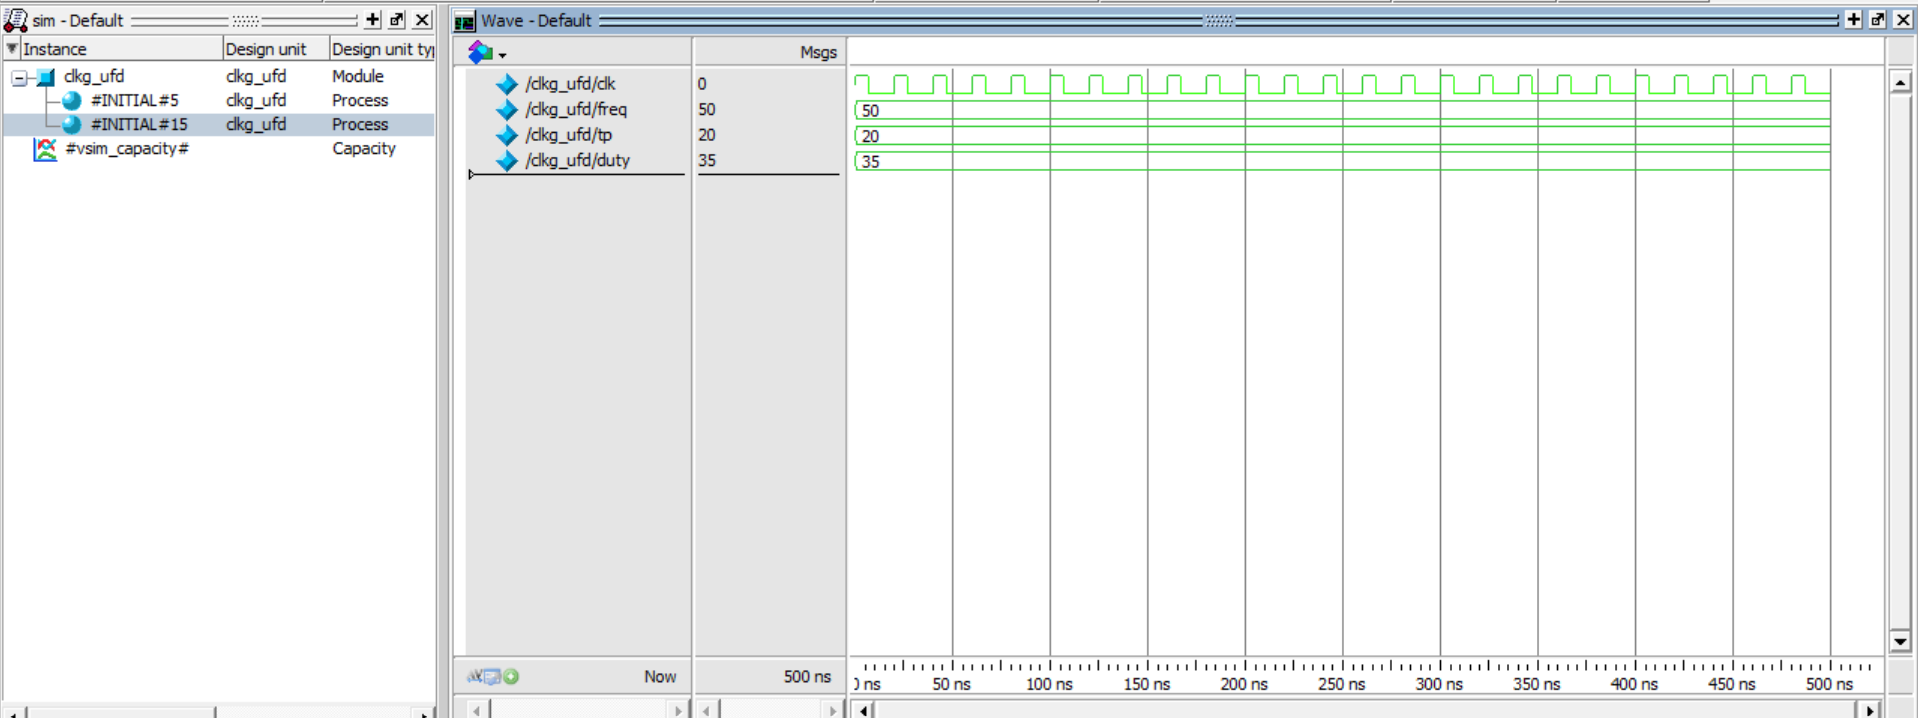 sim - Default
Instance Design unit Design unit typ
clkg_ufd clkg_ufd Module
#INITIAL#5 clkg_ufd Process
#INITIAL#15 clkg_ufd Process
#vsim_capacity# Capacity
Wave - Default
Msgs
/clkg_ufd/clk 0
/clkg_ufd/freq 50 50
/clkg_ufd/tp 20 20
/clkg_ufd/duty 35 35
Now 500 ns
0 ns 50 ns 100 ns 150 ns 200 ns 250 ns 300 ns 350 ns 400 ns 450 ns 500 ns